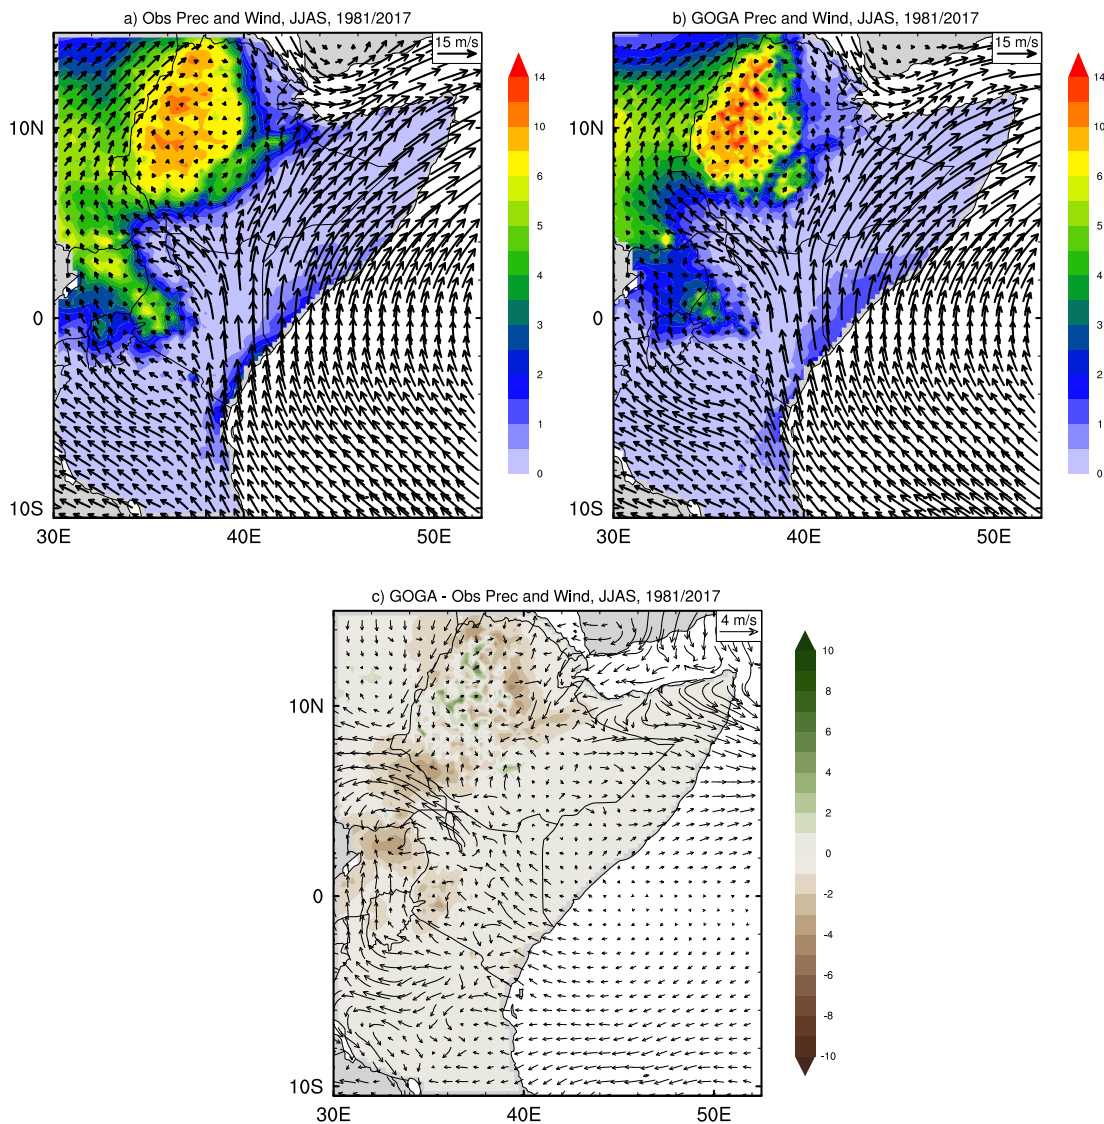 a) Obs Prec and Wind, JJAS, 1981/2017
15 m/s
10N
0
10S
30E 40E 50E
14
10
6
5
4
3
2
1
0
b) GOGA Prec and Wind, JJAS, 1981/2017
15 m/s
10N
0
10S
30E 40E 50E
14
10
6
5
4
3
2
1
0
c) GOGA - Obs Prec and Wind, JJAS, 1981/2017
4 m/s
10N
0
10S
30E 40E 50E
10
8
6
4
2
0
-2
-4
-6
-8
-10